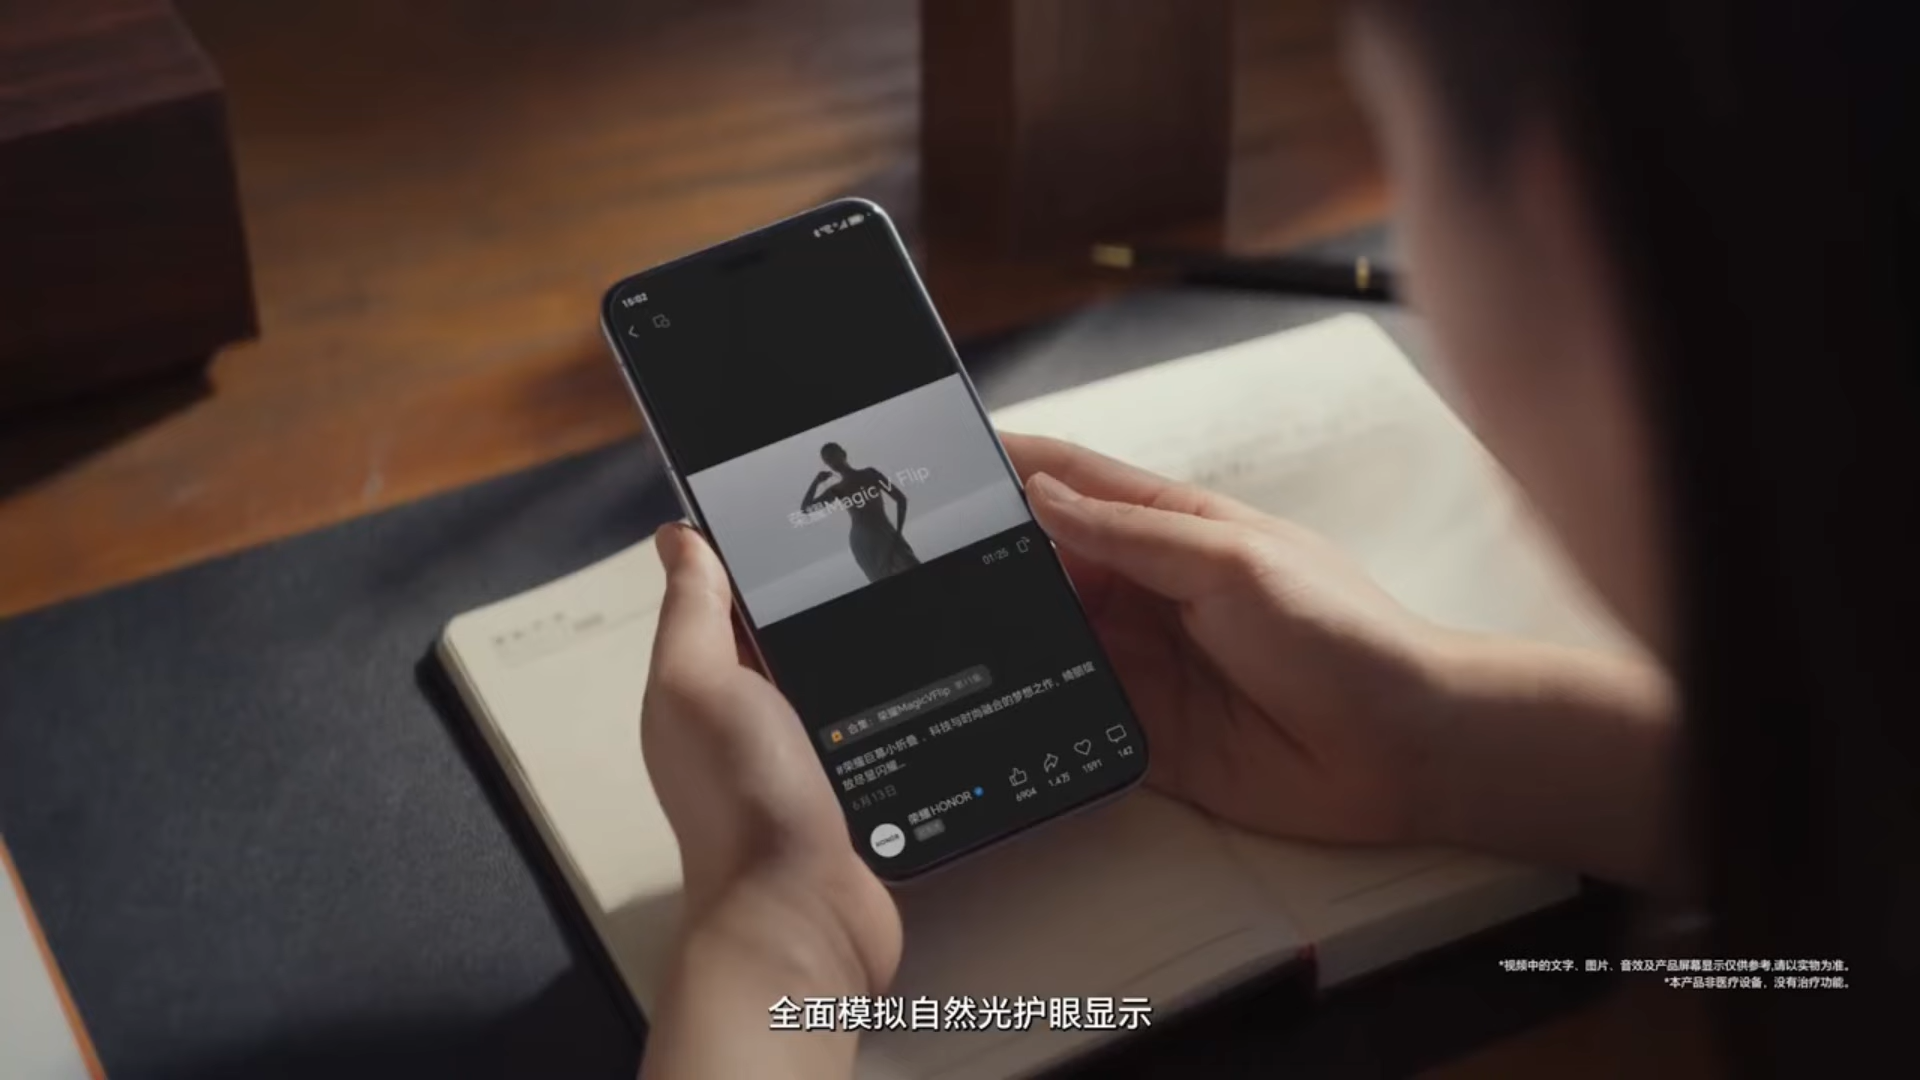 15:02
荣耀Magic V Flip
01:25
合集：荣耀MagicVFlip 第11集
#荣耀巨幕小折叠，科技与时尚融合的梦想之作，绮丽绽
放尽显闪耀...
6月13日
荣耀HONOR
HONOR
6904
1.4万
1591
142
*视频中的文字、图片、音效及产品屏幕显示仅供参考,请以实物为准。
*本产品非医疗设备、没有治疗功能。
全面模拟自然光护眼显示